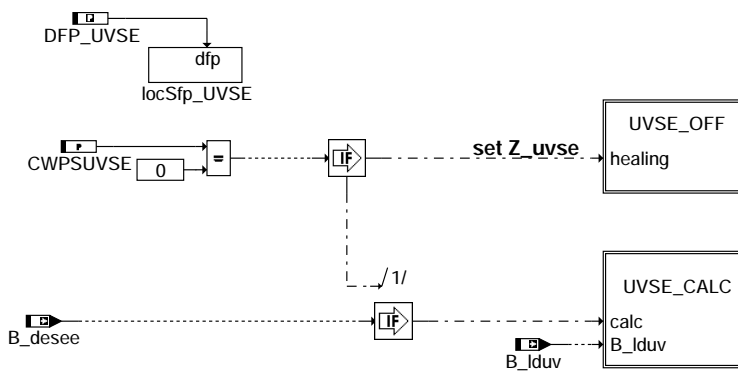 DFP_UVSE
dfp
locSfp_UVSE
CWPSUVSE
P
0
=
IF
set Z_uvse
UVSE_OFF
healing
/1/
B_desee
IF
UVSE_CALC
calc
B_lduv
B_lduv